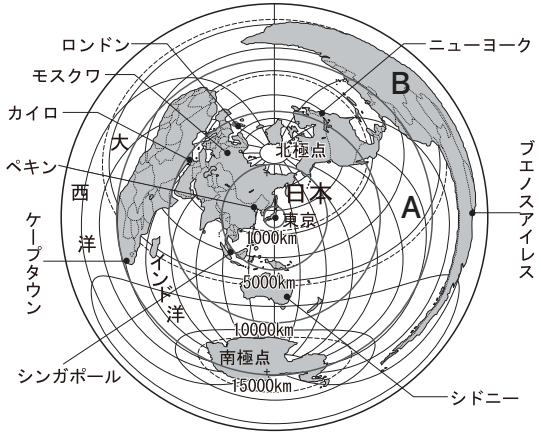 ロンドン
モスクワ
カイロ
ペキン
大西洋
ケープタウン
インド洋
シンガポール
ニューヨーク
B
北極点
日本
東京
A
ブエノスアイレス
1000km
5000km
10000km
南極点
15000km
シドニー